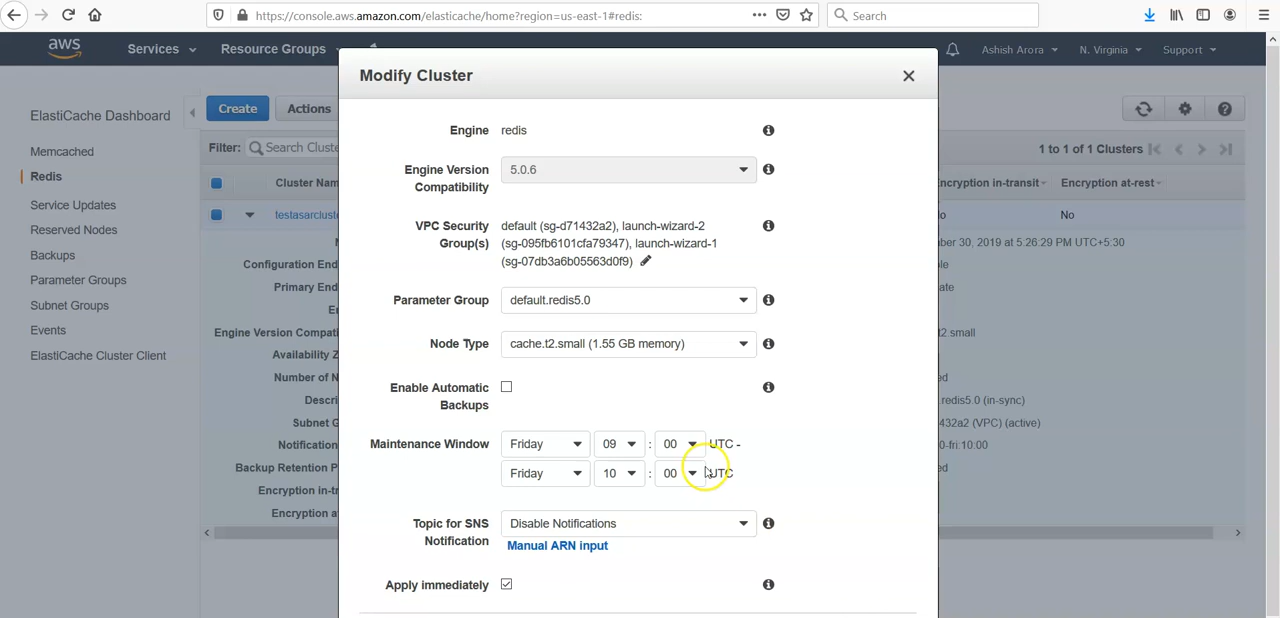 https://console.aws.amazon.com/elasticache/home?region=us-east-1#redis:
Search
aws
Services
Resource Groups
Ashish Arora
N. Virginia
Support
Modify Cluster
ElastiCache Dashboard
Memcached
Redis
Service Updates
Reserved Nodes
Backups
Parameter Groups
Subnet Groups
Events
ElastiCache Cluster Client
Create
Actions
Filter:
Search Cluste
1 to 1 of 1 Clusters
Cluster Nam
ncryption in-transit
Encryption at-rest
testasarcluste
No
ber 30, 2019 at 5:26:29 PM UTC+5:30
Configuration End
Primary End
Engine Version Compati
t2.small
Availability Z
Number of N
Descri
redis5.0 (in-sync)
Subnet G
432a2 (VPC) (active)
Notification
0-fri:10:00
Backup Retention P
Encryption in-tr
Encryption a
Engine
redis
Engine Version
Compatibility
5.0.6
VPC Security
Group(s)
default (sg-d71432a2), launch-wizard-2
(sg-095fb6101cfa79347), launch-wizard-1
(sg-07db3a6b05563d0f9)
Parameter Group
default.redis5.0
Node Type
cache.t2.small (1.55 GB memory)
Enable Automatic
Backups
Maintenance Window
Friday 09 : 00 UTC -
Friday 10 : 00 UTC
Topic for SNS
Notification
Disable Notifications
Manual ARN input
Apply immediately